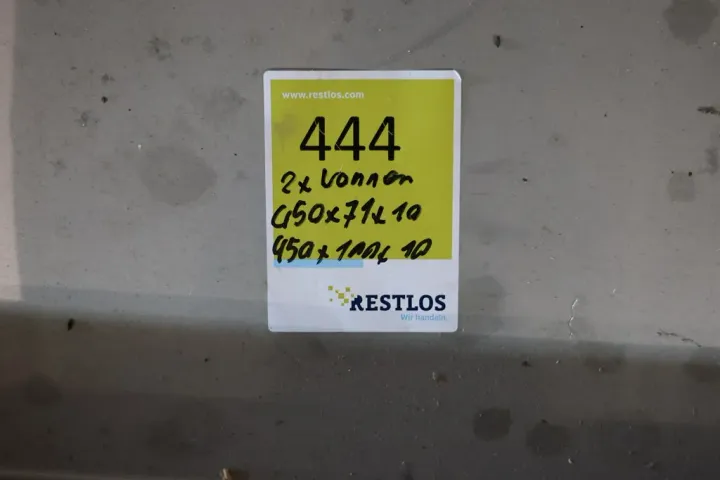 www.restlos.com
444
2x Wannen
450x71x10
450x100x10
RESTLOS
Wir handeln.